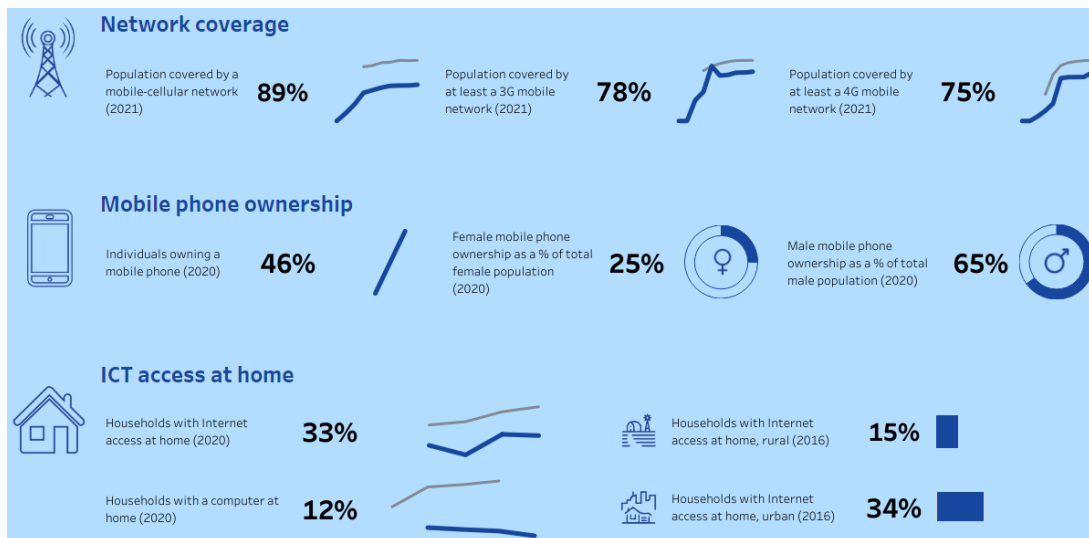 Network coverage
Population covered by a
mobile-cellular network
(2021)
89%
Population covered by
at least a 3G mobile
network (2021)
78%
Population covered by
at least a 4G mobile
network (2021)
75%
Mobile phone ownership
Individuals owning a
mobile phone (2020)
46%
Female mobile phone
ownership as a % of total
female population
(2020)
25%
Male mobile phone
ownership as a % of total
male population (2020)
65%
ICT access at home
Households with Internet
access at home (2020)
33%
Households with Internet
access at home, rural (2016)
15%
Households with a computer at
home (2020)
12%
Households with Internet
access at home, urban (2016)
34%